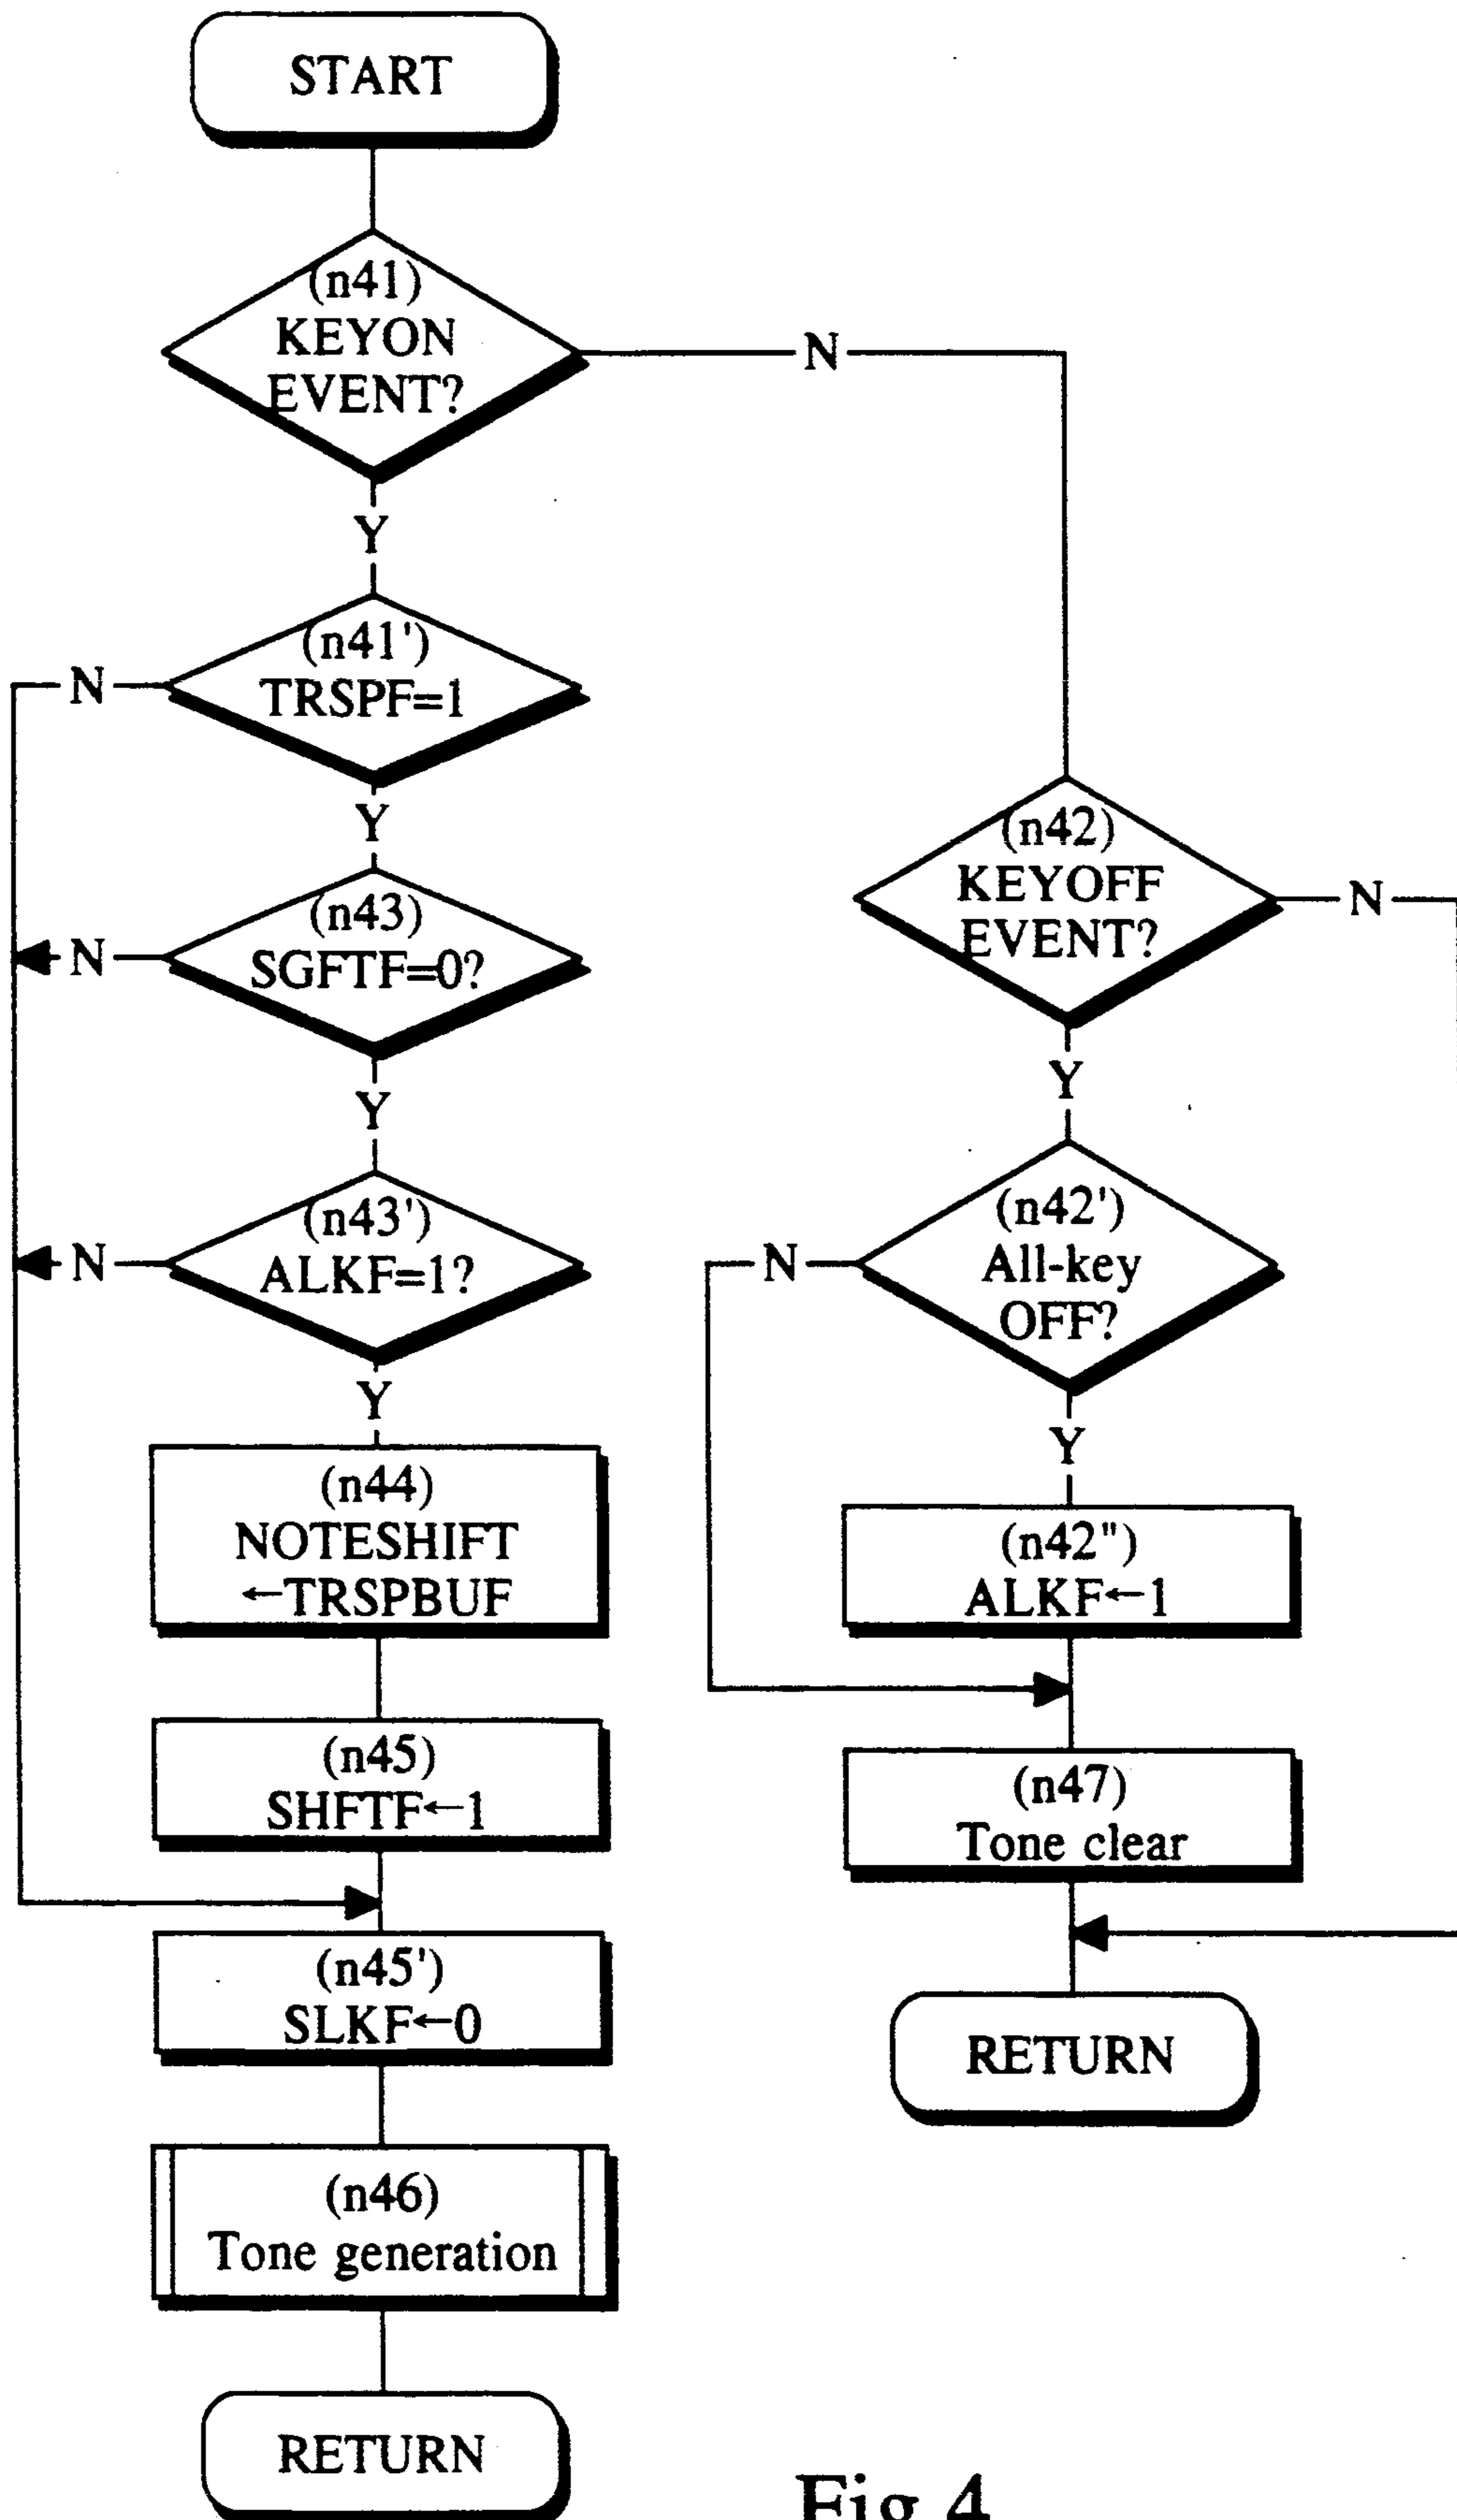 START
(n41)
KEYON
EVENT?
N
Y
(n41')
TRSPF=1
N
Y
(n43)
SGFTF=0?
N
Y
(n43')
ALKF=1?
N
Y
(n44)
NOTESHIFT
←TRSPBUF
(n45)
SHFTF←1
(n45')
SLKF←0
(n46)
Tone generation
RETURN
(n42)
KEYOFF
EVENT?
N
Y
(n42')
All-key
OFF?
N
Y
(n42")
ALKF←1
(n47)
Tone clear
RETURN
Fig 4